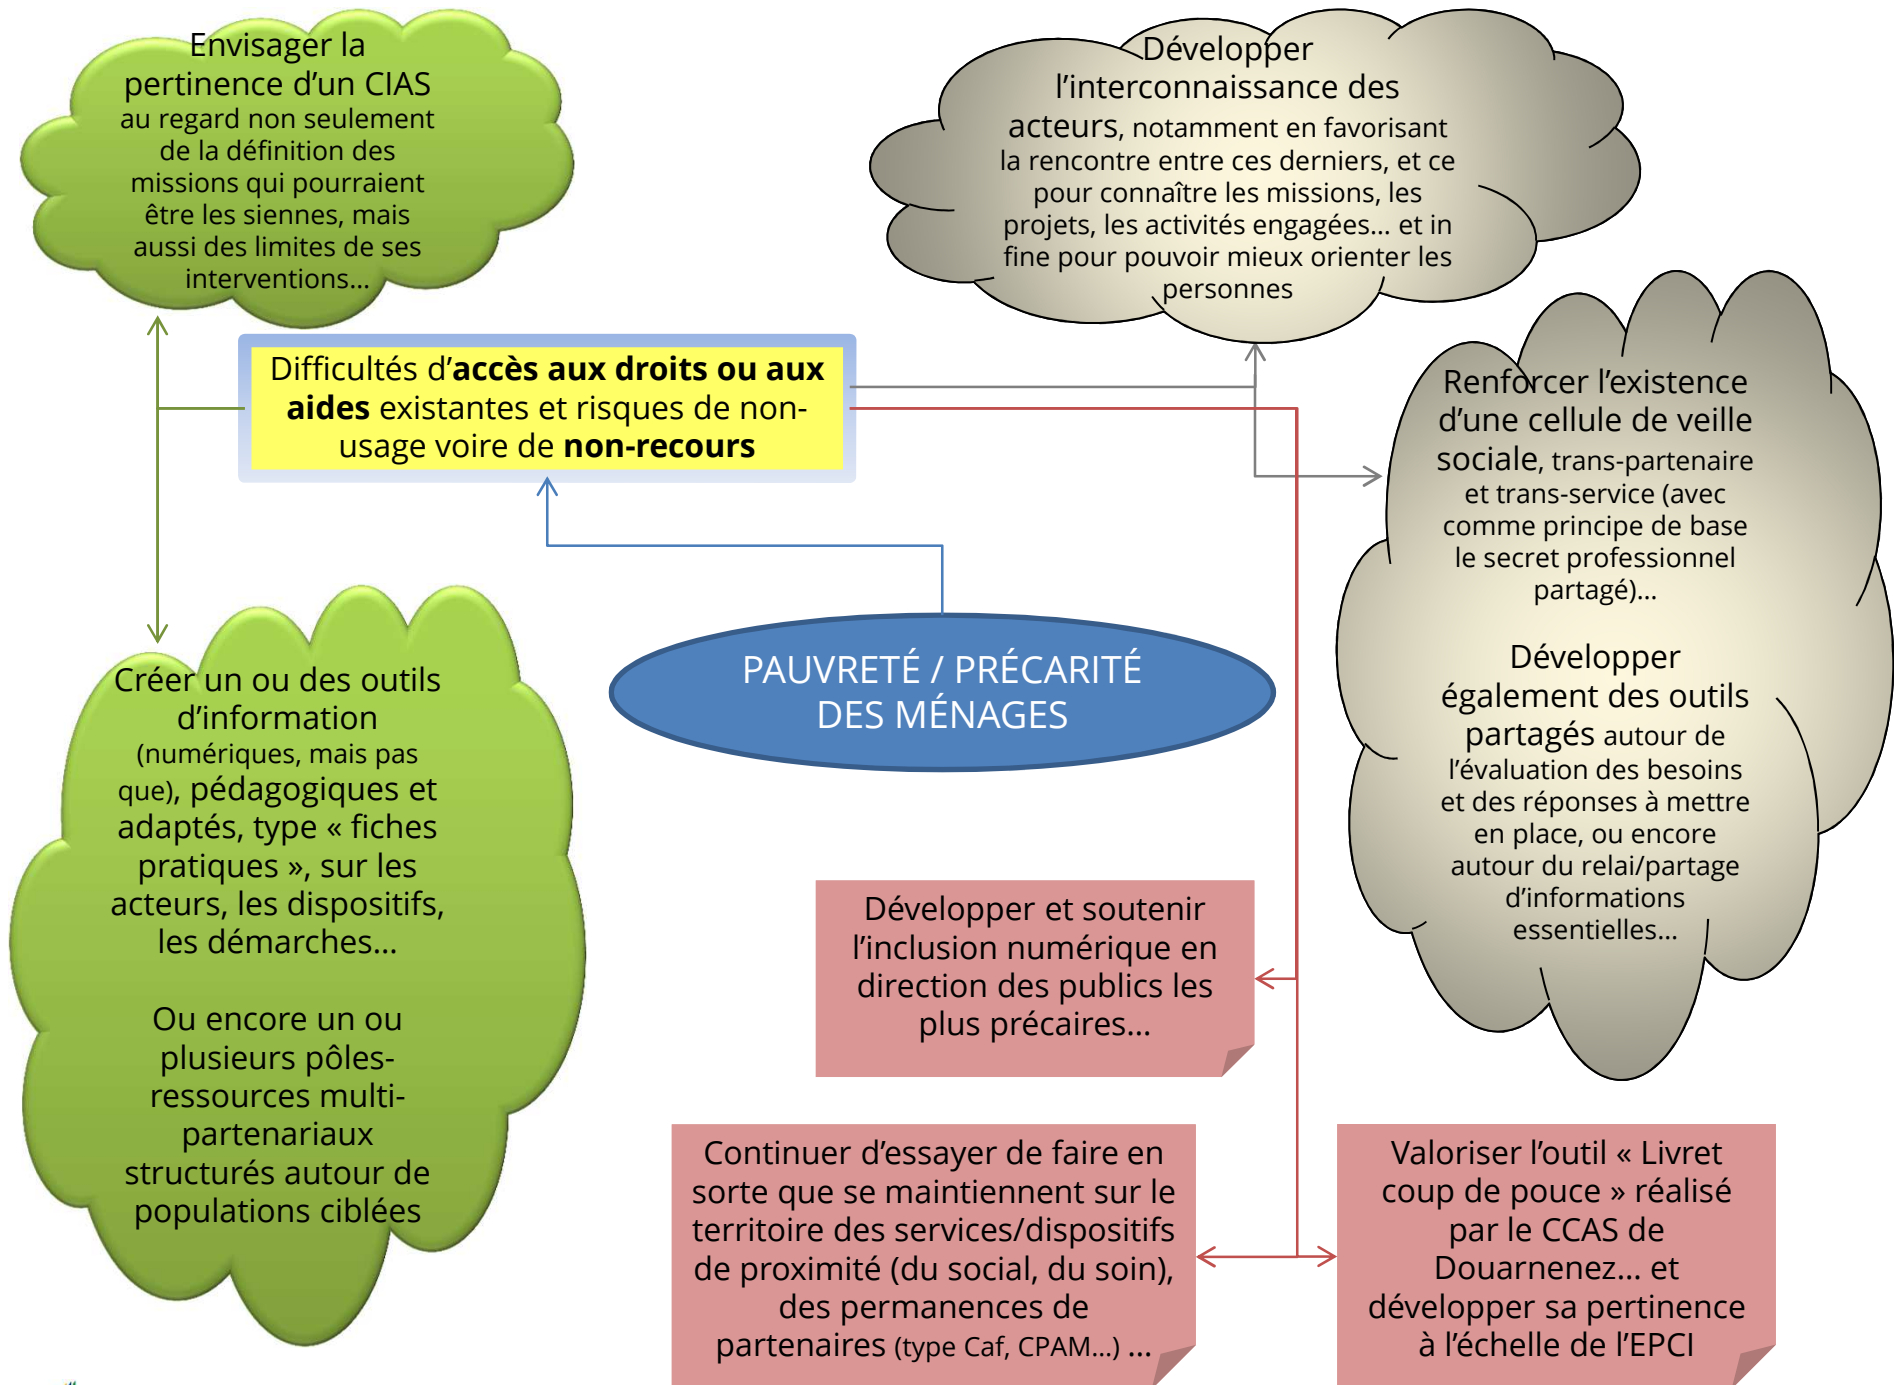 Envisager la
pertinence d’un CIAS
au regard non seulement
de la définition des
missions qui pourraient
être les siennes, mais
aussi des limites de ses
interventions…
Développer
l’interconnaissance des
acteurs, notamment en favorisant
la rencontre entre ces derniers, et ce
pour connaître les missions, les
projets, les activités engagées… et in
fine pour pouvoir mieux orienter les
personnes
Difficultés d’accès aux droits ou aux
aides existantes et risques de non-
usage voire de non-recours
Renforcer l’existence
d’une cellule de veille
sociale, trans-partenaire
et trans-service (avec
comme principe de base
le secret professionnel
partagé)…
Développer
également des outils
partagés autour de
l’évaluation des besoins
et des réponses à mettre
en place, ou encore
autour du relai/partage
d’informations
essentielles…
PAUVRETÉ / PRÉCARITÉ
DES MÉNAGES
Créer un ou des outils
d’information
(numériques, mais pas
que), pédagogiques et
adaptés, type « fiches
pratiques », sur les
acteurs, les dispositifs,
les démarches…
Ou encore un ou
plusieurs pôles-
ressources multi-
partenariaux
structurés autour de
populations ciblées
Développer et soutenir
l’inclusion numérique en
direction des publics les
plus précaires…
Continuer d’essayer de faire en
sorte que se maintiennent sur le
territoire des services/dispositifs
de proximité (du social, du soin),
des permanences de
partenaires (type Caf, CPAM…) …
Valoriser l’outil « Livret
coup de pouce » réalisé
par le CCAS de
Douarnenez… et
développer sa pertinence
à l’échelle de l’EPCI